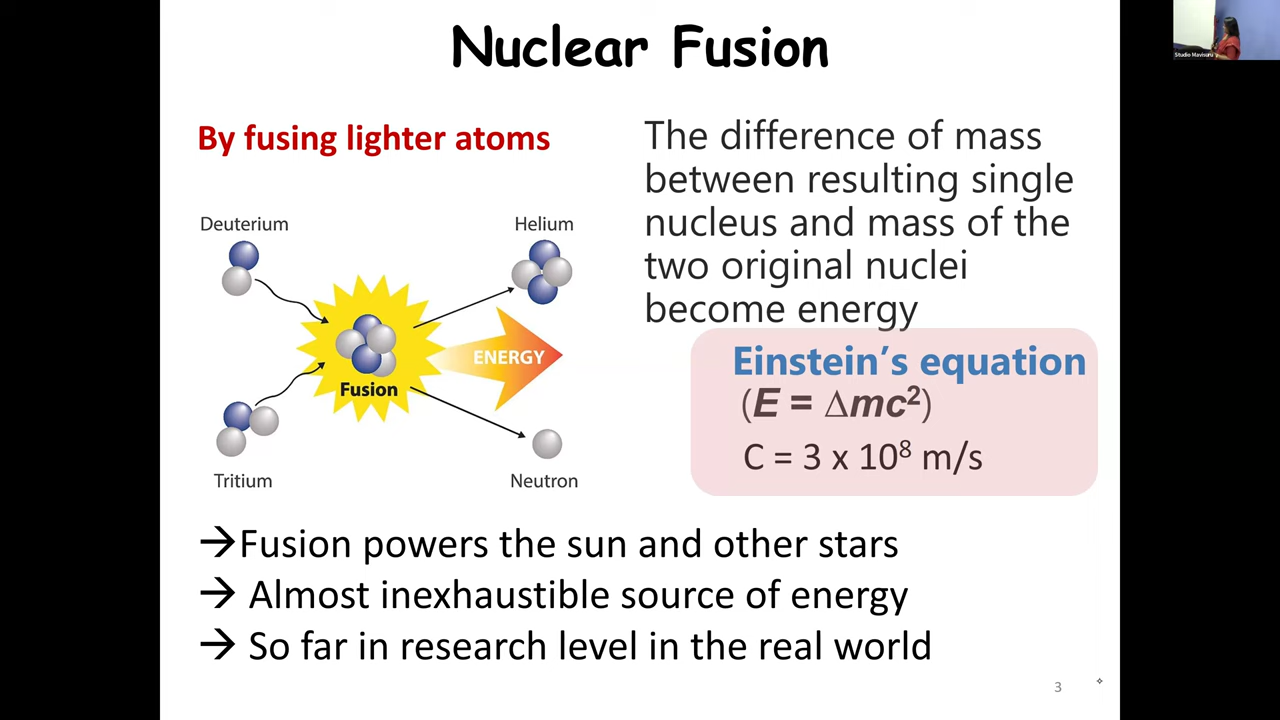 Nuclear Fusion
Studio Mavisuru
By fusing lighter atoms
Deuterium
Helium
ENERGY
Fusion
Tritium
Neutron
The difference of mass
between resulting single
nucleus and mass of the
two original nuclei
become energy
Einstein's equation
(E = ∆mc²)
C = 3 x 10⁸ m/s
→Fusion powers the sun and other stars
→ Almost inexhaustible source of energy
→ So far in research level in the real world
3